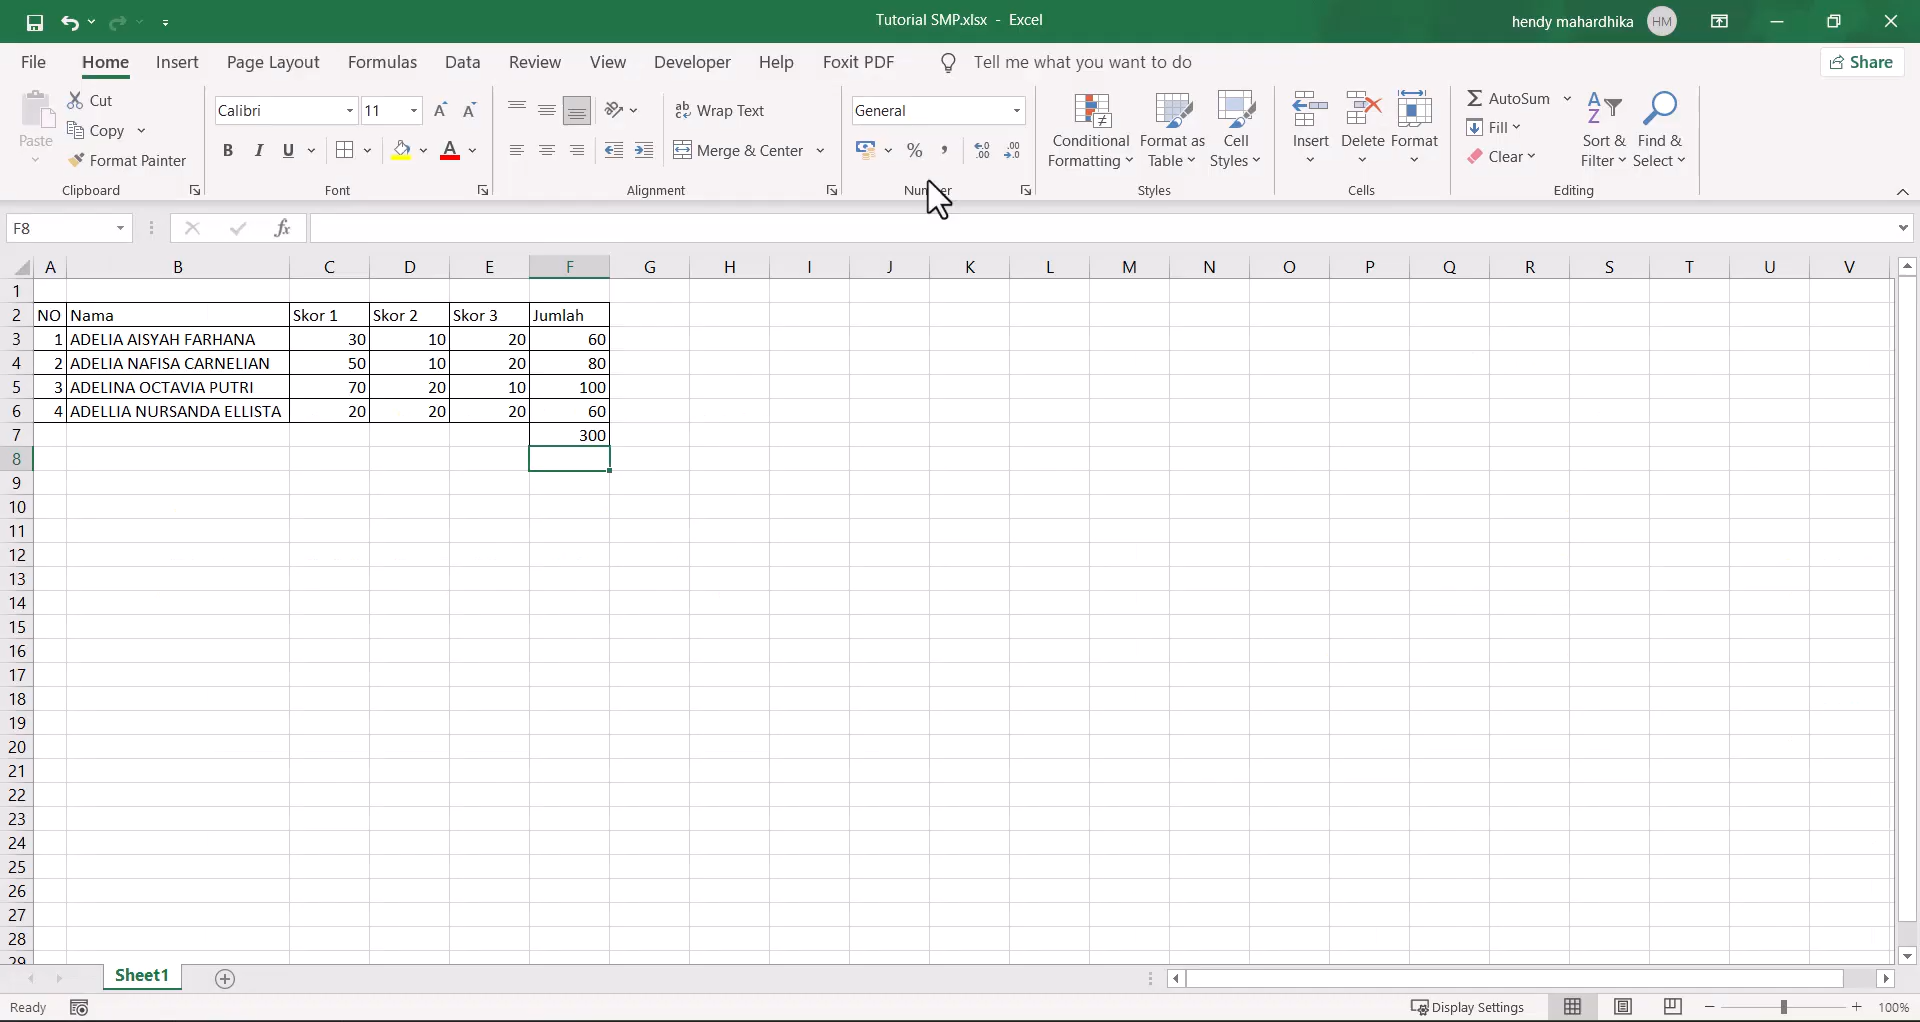 Tutorial SMP.xlsx - Excel
hendy mahardhika HM
File Home Insert Page Layout Formulas Data Review View Developer Help Foxit PDF Tell me what you want to do Share
Paste
Cut
Copy
Format Painter
Clipboard
Calibri 11
B I U A
Font
Wrap Text
Merge & Center
Alignment
General
%
Number
Conditional Formatting
Format as Table
Cell Styles
Styles
Insert
Delete
Format
Cells
AutoSum
Fill
Clear
Sort & Filter
Find & Select
Editing
F8 fx
A B C D E F G H I J K L M N O P Q R S T U V
1
2 NO Nama Skor 1 Skor 2 Skor 3 Jumlah
3 1 ADELIA AISYAH FARHANA 30 10 20 60
4 2 ADELIA NAFISA CARNELIAN 50 10 20 80
5 3 ADELINA OCTAVIA PUTRI 70 20 10 100
6 4 ADELLIA NURSANDA ELLISTA 20 20 20 60
7 300
8
9
10
11
12
13
14
15
16
17
18
19
20
21
22
23
24
25
26
27
28
29
Sheet1
Ready Display Settings 100%